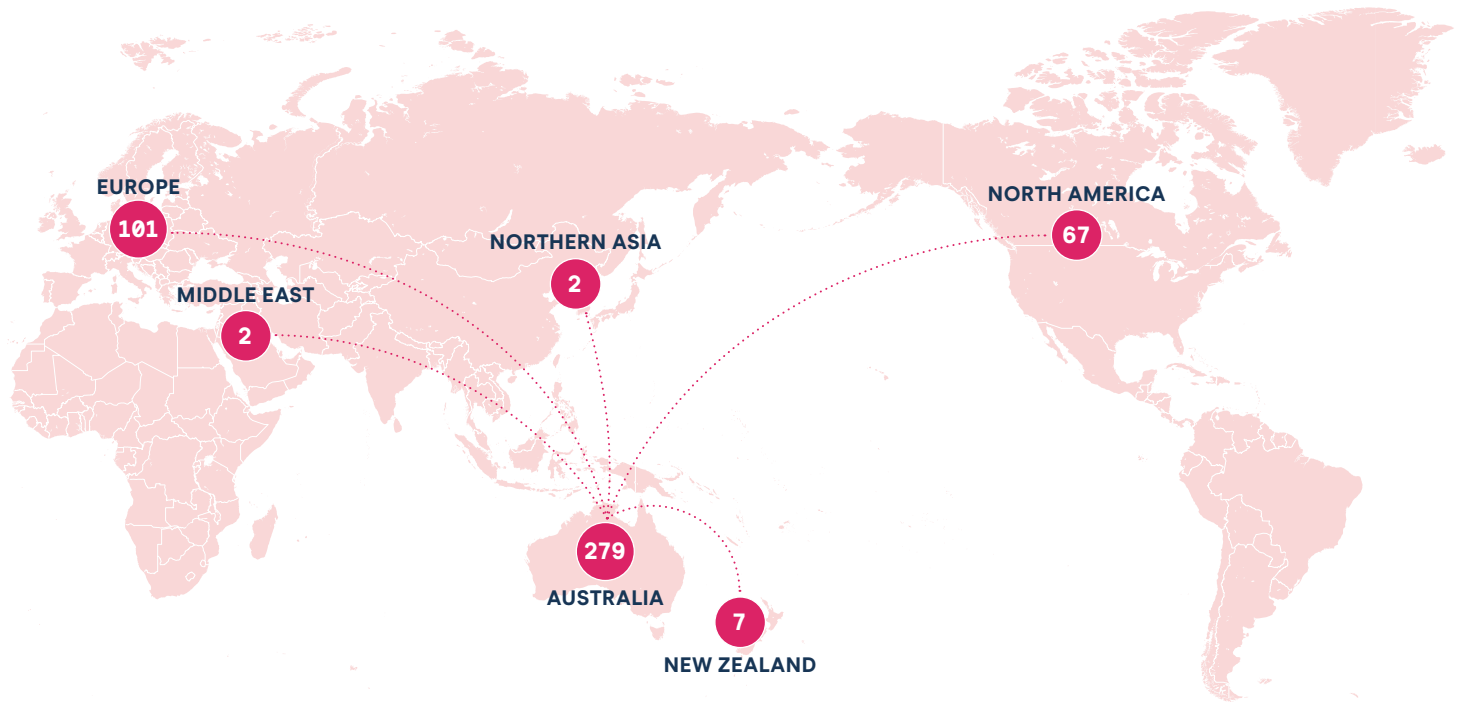 EUROPE
101
NORTH AMERICA
67
NORTHERN ASIA
2
MIDDLE EAST
2
279
AUSTRALIA
7
NEW ZEALAND